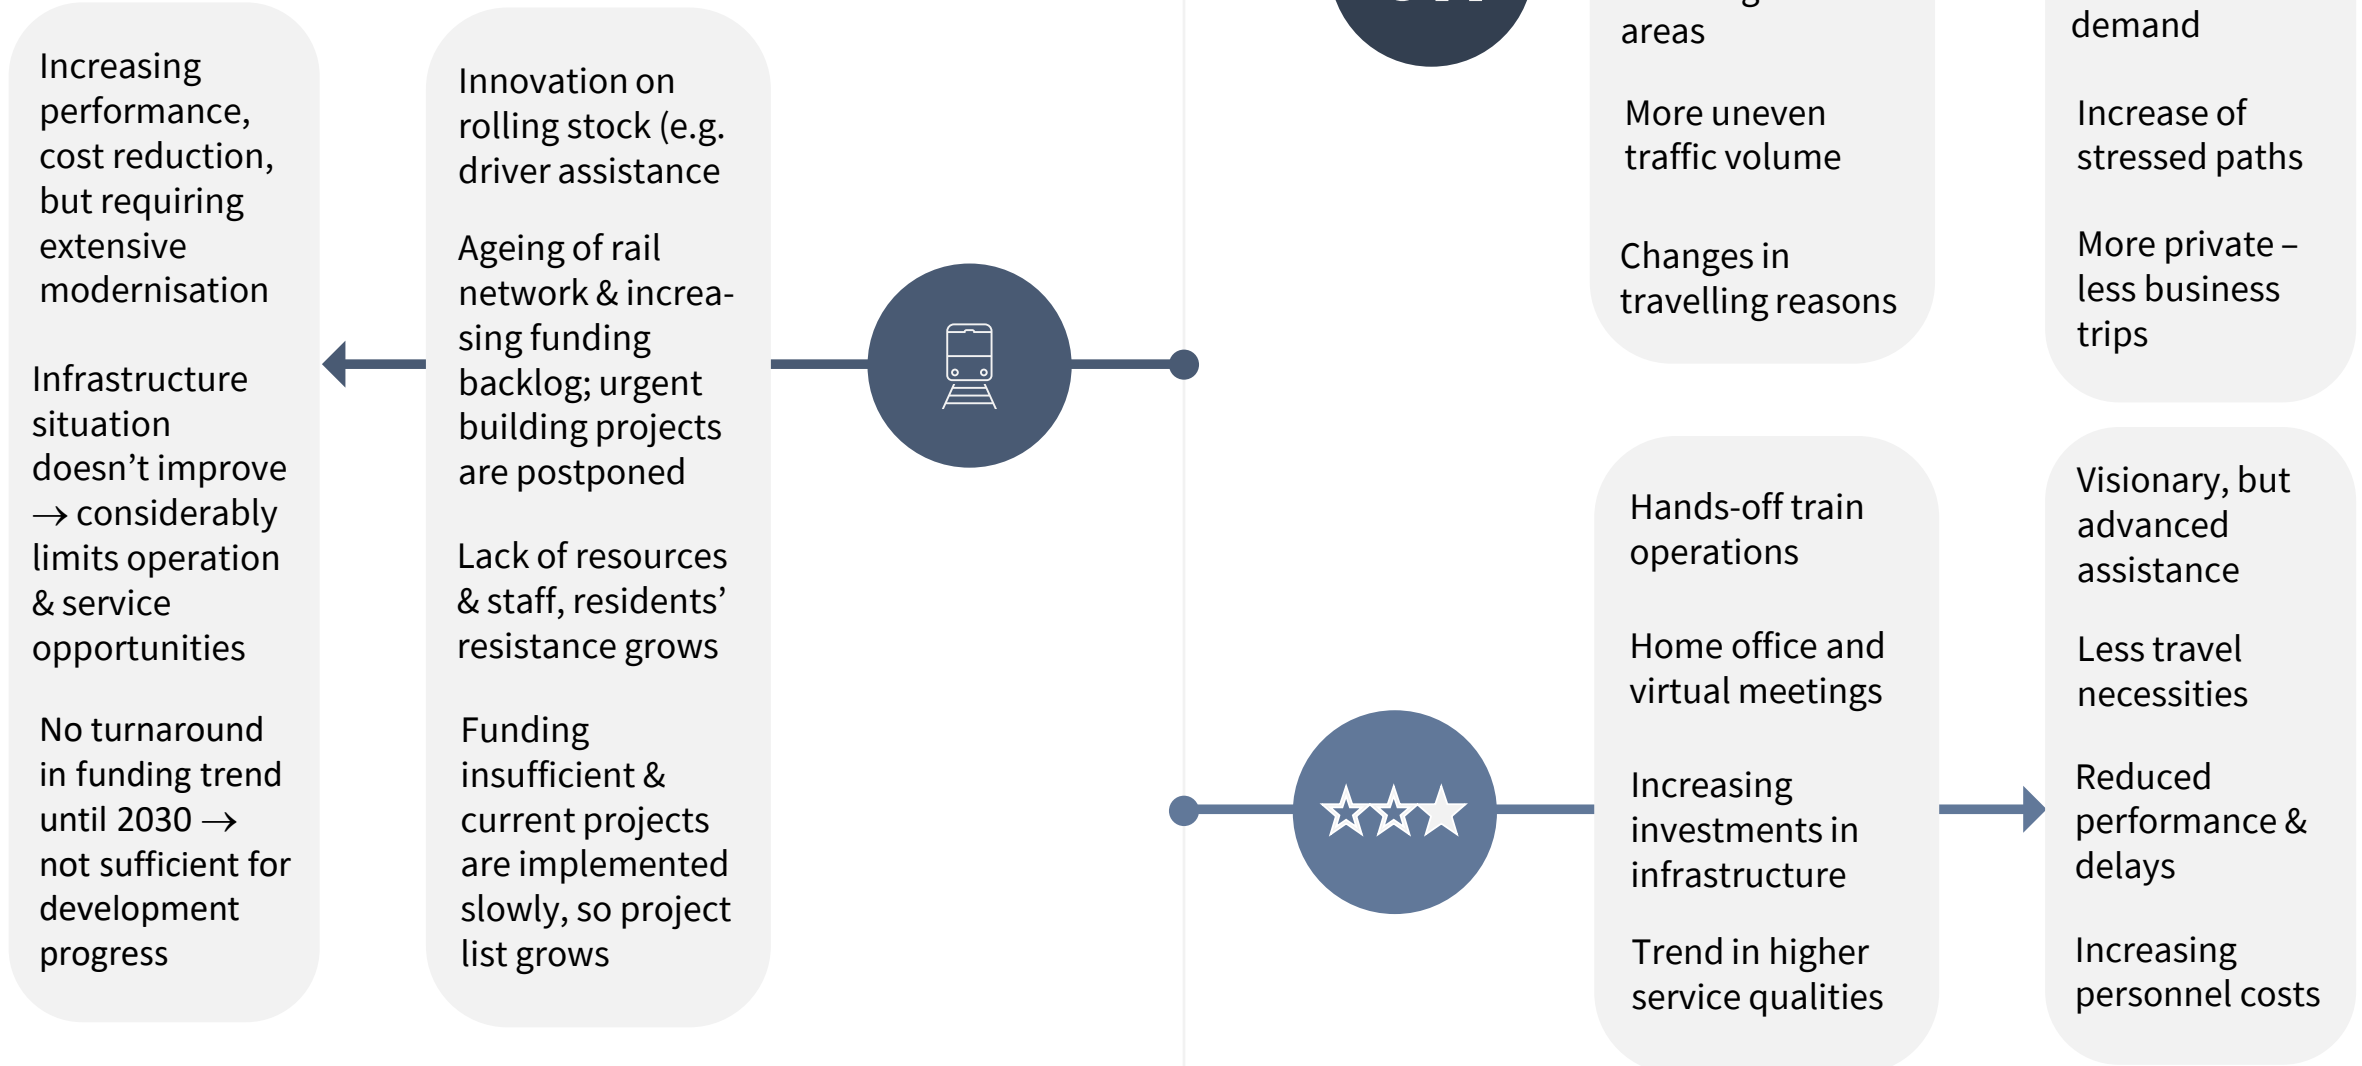 Increasing
performance,
cost reduction,
but requiring
extensive
modernisation
Infrastructure
situation
doesn’t improve
→ considerably
limits operation
& service
opportunities
No turnaround
in funding trend
until 2030 →
not sufficient for
development
progress
Innovation on
rolling stock (e.g.
driver assistance
Ageing of rail
network & increa-
sing funding
backlog; urgent
building projects
are postponed
Lack of resources
& staff, residents’
resistance grows
Funding
insufficient &
current projects
are implemented
slowly, so project
list grows
areas
More uneven
traffic volume
Changes in
travelling reasons
demand
Increase of
stressed paths
More private –
less business
trips
Hands-off train
operations
Home office and
virtual meetings
Increasing
investments in
infrastructure
Trend in higher
service qualities
Visionary, but
advanced
assistance
Less travel
necessities
Reduced
performance &
delays
Increasing
personnel costs